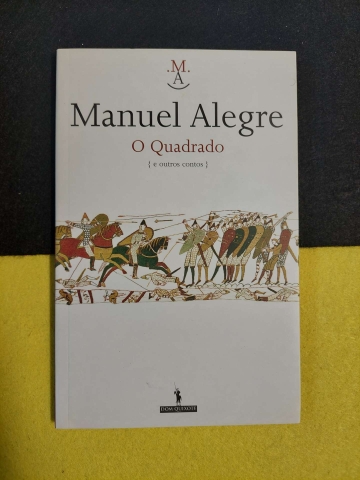 .M.
A
Manuel Alegre
O Quadrado
{ e outros contos }
DOM QUIXOTE